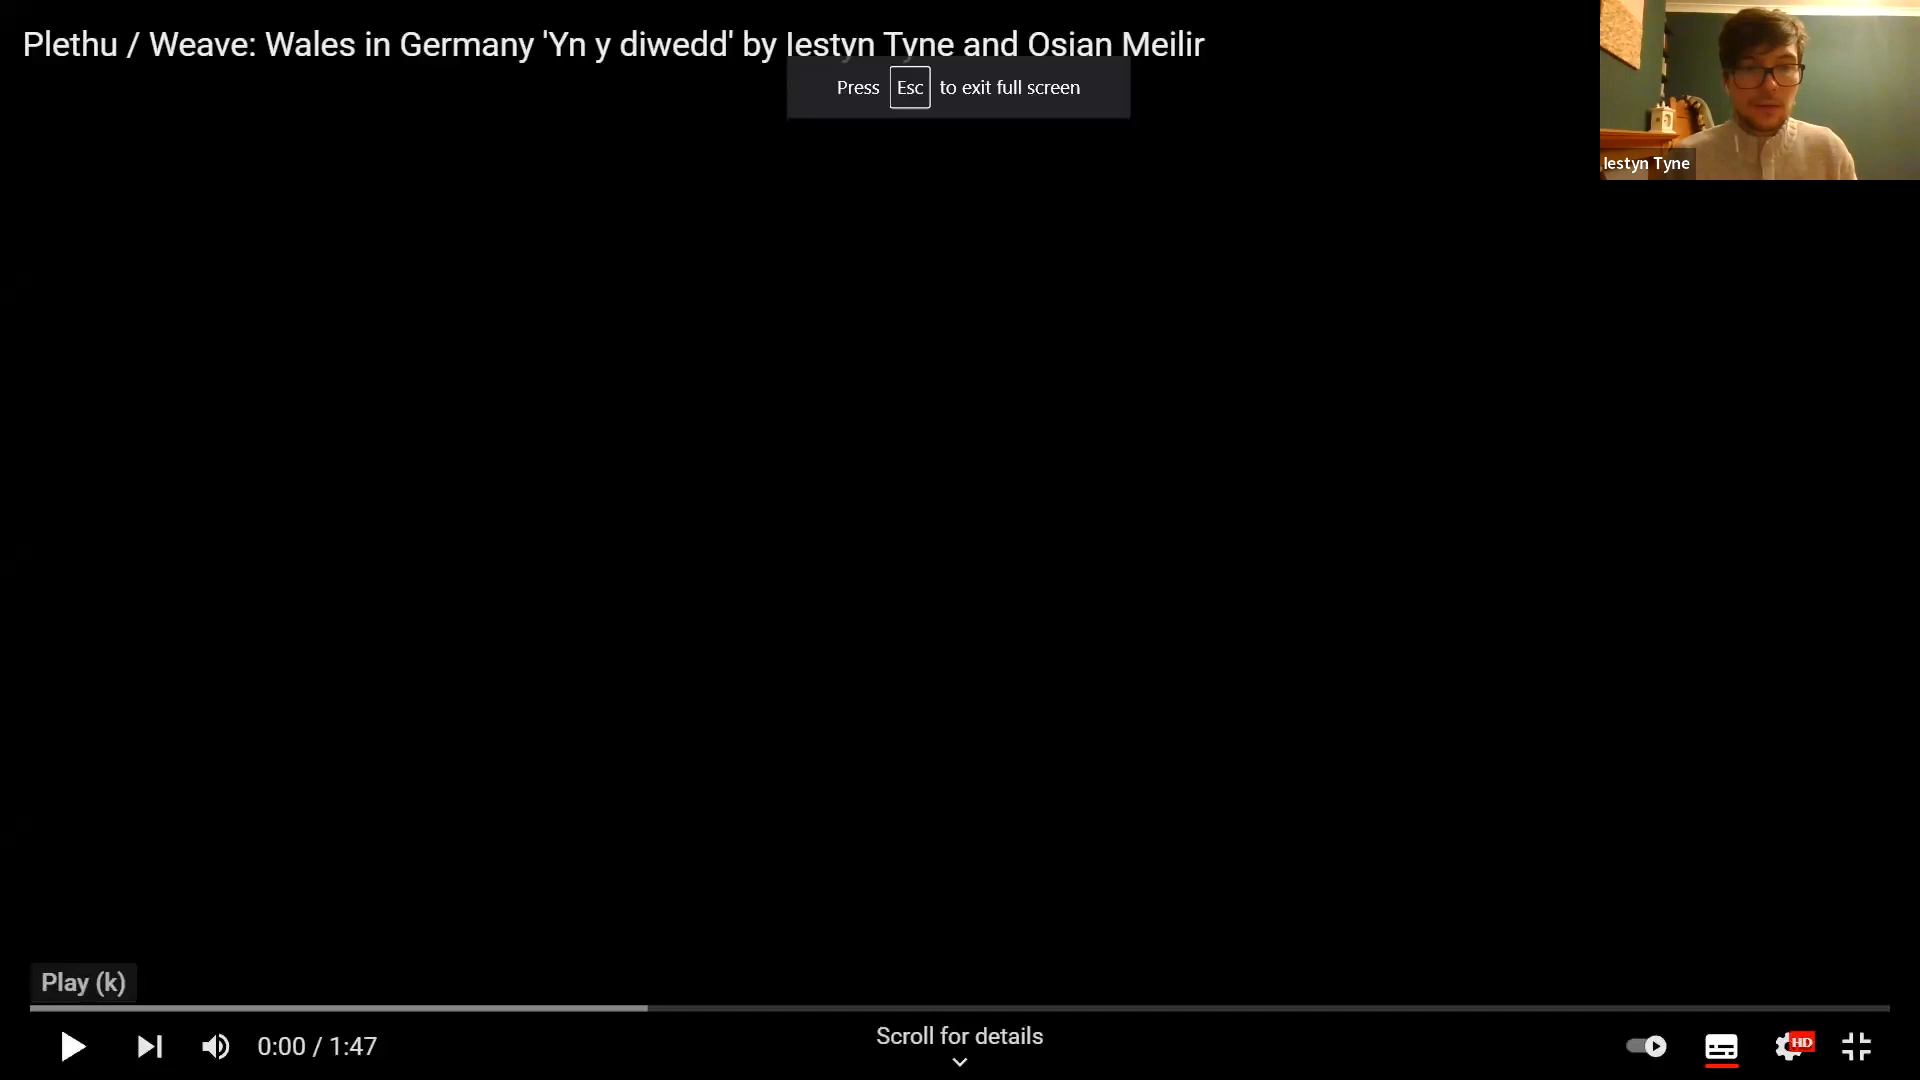 Plethu / Weave: Wales in Germany 'Yn y diwedd' by Iestyn Tyne and Osian Meilir
Press Esc to exit full screen
Iestyn Tyne
Play (k)
0:00 / 1:47
Scroll for details
HD